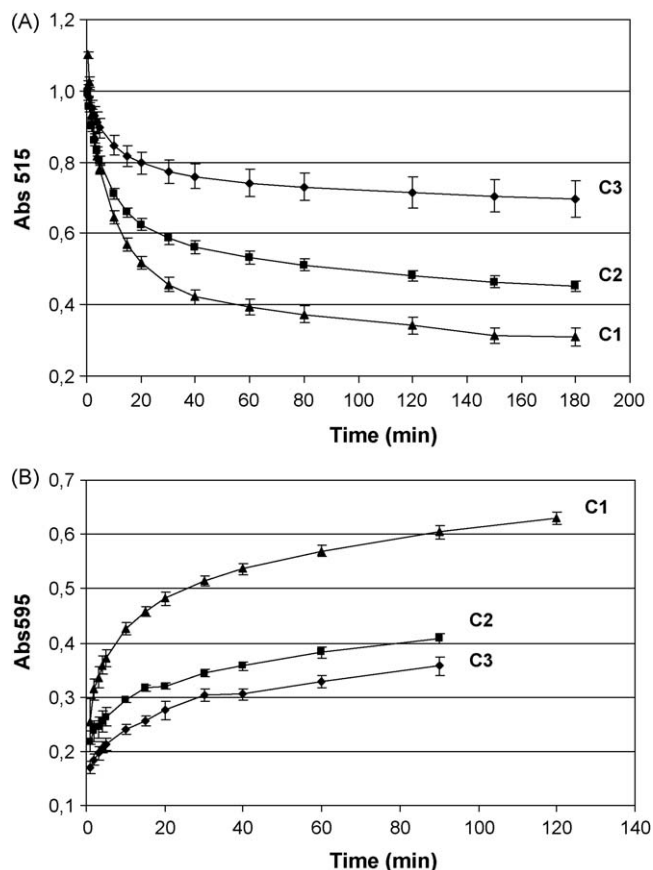 (A)
1,2
1,0
0,8
0,6
0,4
0,2
Abs 515
C3
C2
C1
0 20 40 60 80 100 120 140 160 180 200
Time (min)
(B)
0,7
0,6
0,5
0,4
0,3
0,2
0,1
Abs595
C1
C2
C3
0 20 40 60 80 100 120 140
Time (min)